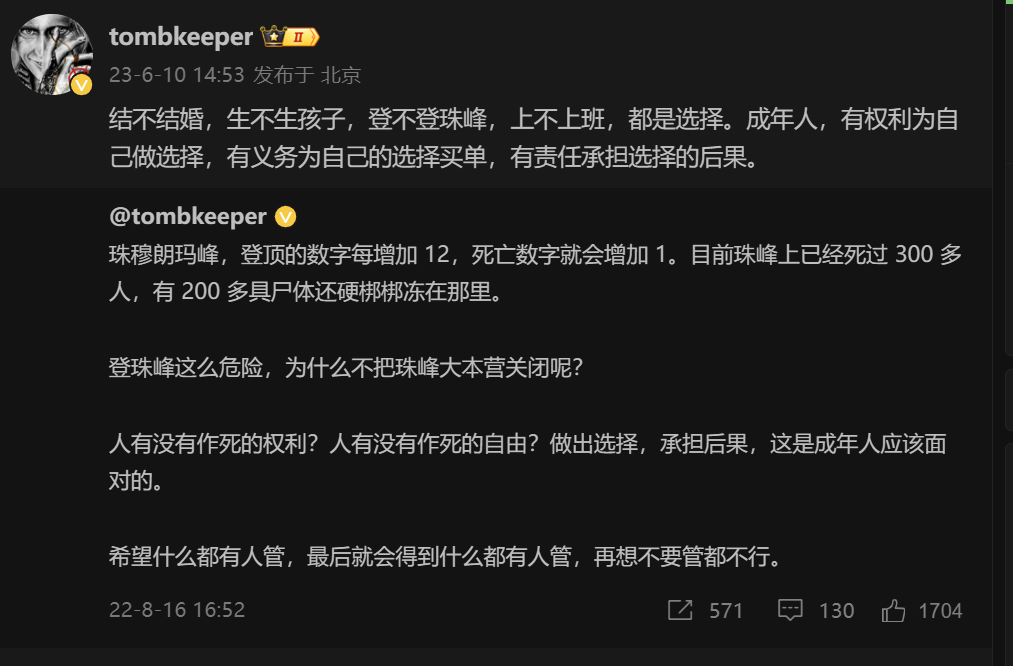 tombkeeper II
23-6-10 14:53 发布于 北京
结不结婚，生不生孩子，登不登珠峰，上不上班，都是选择。成年人，有权利为自
己做选择，有义务为自己的选择买单，有责任承担选择的后果。
@tombkeeper
珠穆朗玛峰，登顶的数字每增加 12，死亡数字就会增加 1。目前珠峰上已经死过 300 多
人，有 200 多具尸体还硬梆梆冻在那里。
登珠峰这么危险，为什么不把珠峰大本营关闭呢？
人有没有作死的权利？人有没有作死的自由？做出选择，承担后果，这是成年人应该面
对的。
希望什么都有人管，最后就会得到什么都有人管，再想不要管都不行。
22-8-16 16:52 571 130 1704